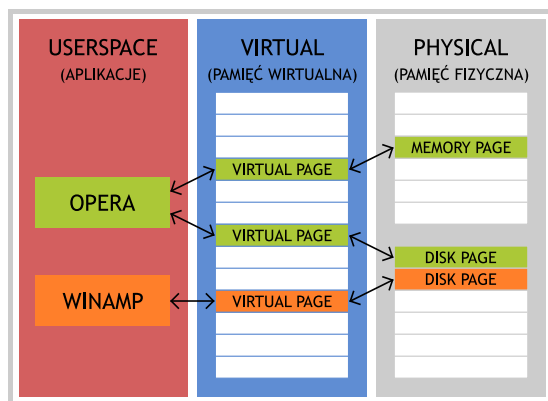 USERSPACE
(APLIKACJE)
VIRTUAL
(PAMIĘĆ WIRTUALNA)
PHYSICAL
(PAMIĘĆ FIZYCZNA)
MEMORY PAGE
VIRTUAL PAGE
OPERA
VIRTUAL PAGE
DISK PAGE
DISK PAGE
WINAMP
VIRTUAL PAGE